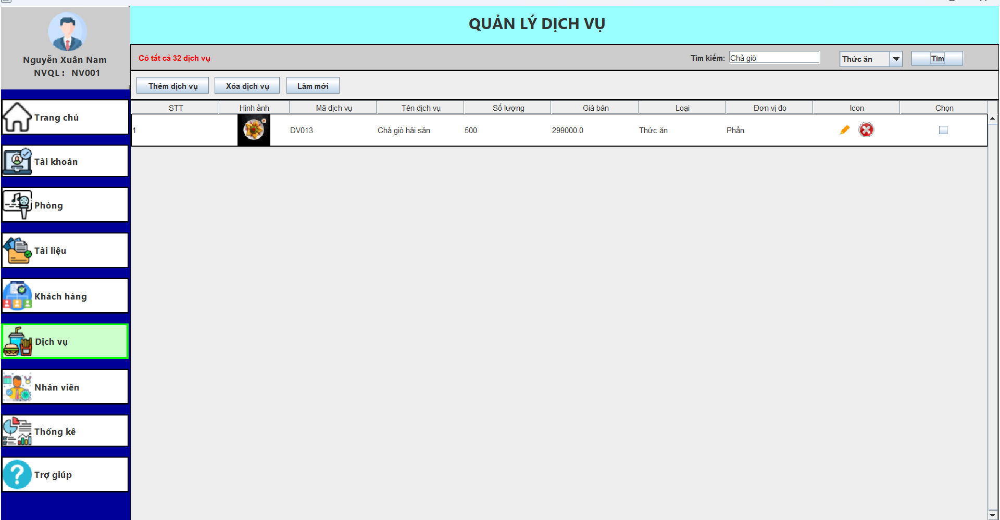 Nguyễn Xuân Nam
NVQL : NV001
Trang chủ
Tài khoản
Phòng
Tài liệu
Khách hàng
Dịch vụ
Nhân viên
Thống kê
Trợ giúp
QUẢN LÝ DỊCH VỤ
Có tất cả 32 dịch vụ
Tìm kiếm: Chả giò Thức ăn Tìm
Thêm dịch vụ Xóa dịch vụ Làm mới
STT Hình ảnh Mã dịch vụ Tên dịch vụ Số lượng Giá bán Loại Đơn vị đo Icon Chọn
1 DV013 Chả giò hải sản 500 299000.0 Thức ăn Phần